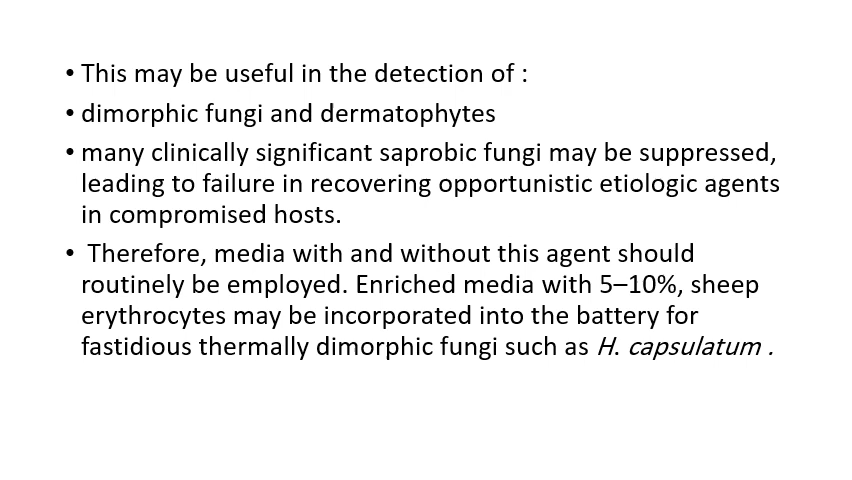 • This may be useful in the detection of :
• dimorphic fungi and dermatophytes
• many clinically significant saprobic fungi may be suppressed,
leading to failure in recovering opportunistic etiologic agents
in compromised hosts.
• Therefore, media with and without this agent should
routinely be employed. Enriched media with 5–10%, sheep
erythrocytes may be incorporated into the battery for
fastidious thermally dimorphic fungi such as H. capsulatum .